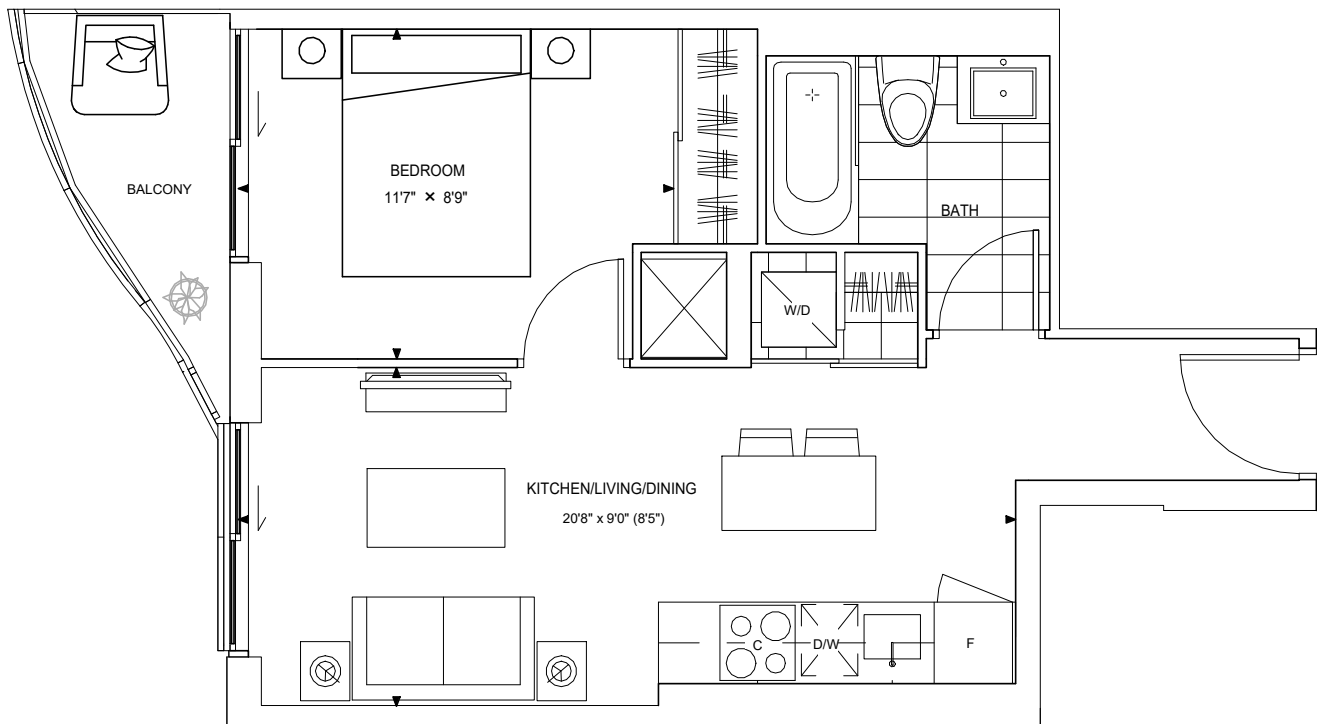 BEDROOM
11'7" × 8'9"
BALCONY
BATH
W/D
KITCHEN/LIVING/DINING
20'8" x 9'0" (8'5")
C
D/W
F